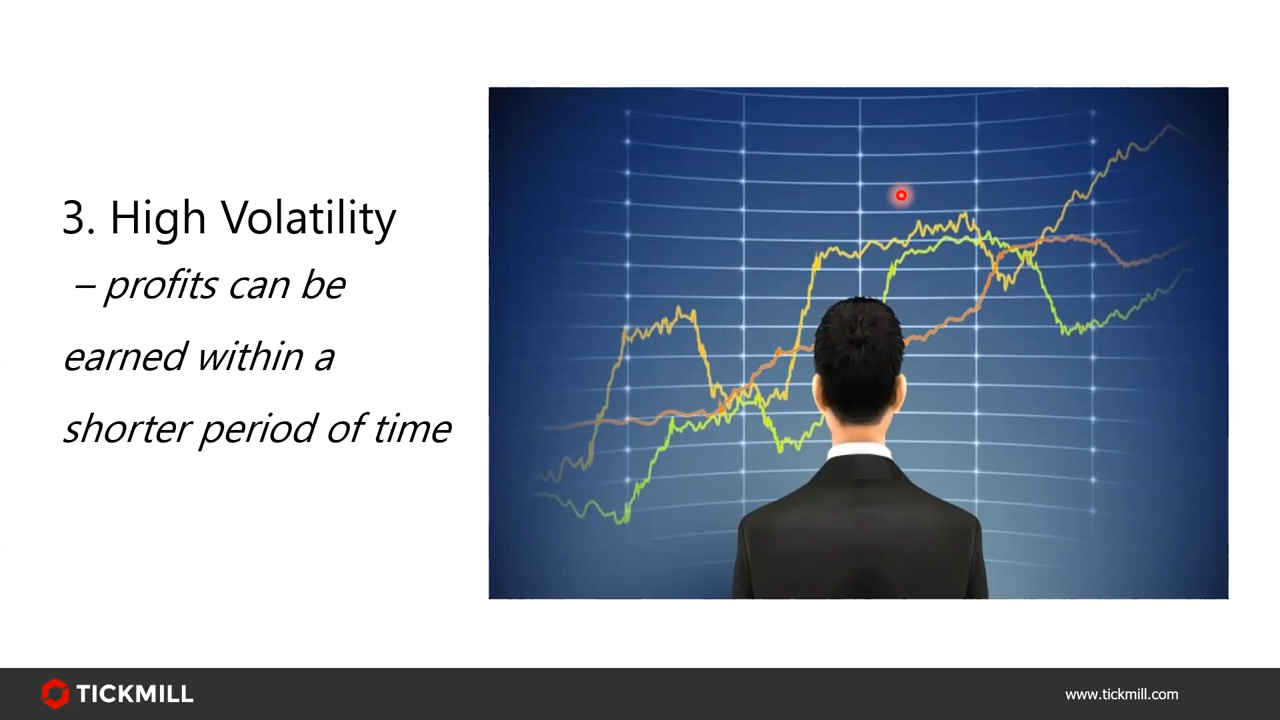 3. High Volatility
– profits can be
earned within a
shorter period of time
TICKMILL
www.tickmill.com